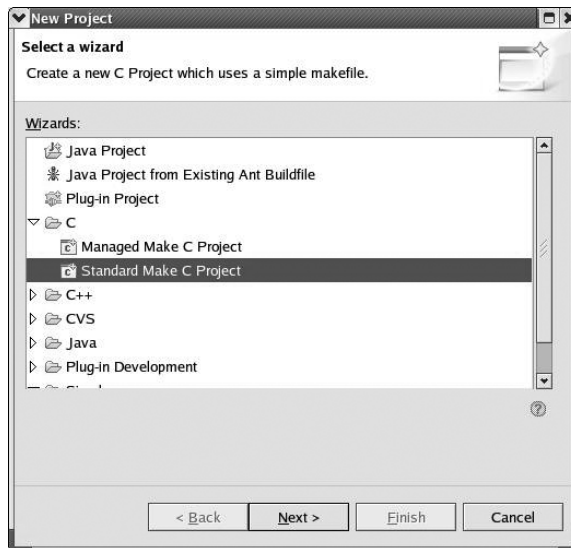 New Project
Select a wizard
Create a new C Project which uses a simple makefile.
Wizards:
Java Project
Java Project from Existing Ant Buildfile
Plug-in Project
C
Managed Make C Project
Standard Make C Project
C++
CVS
Java
Plug-in Development
< Back Next > Finish Cancel